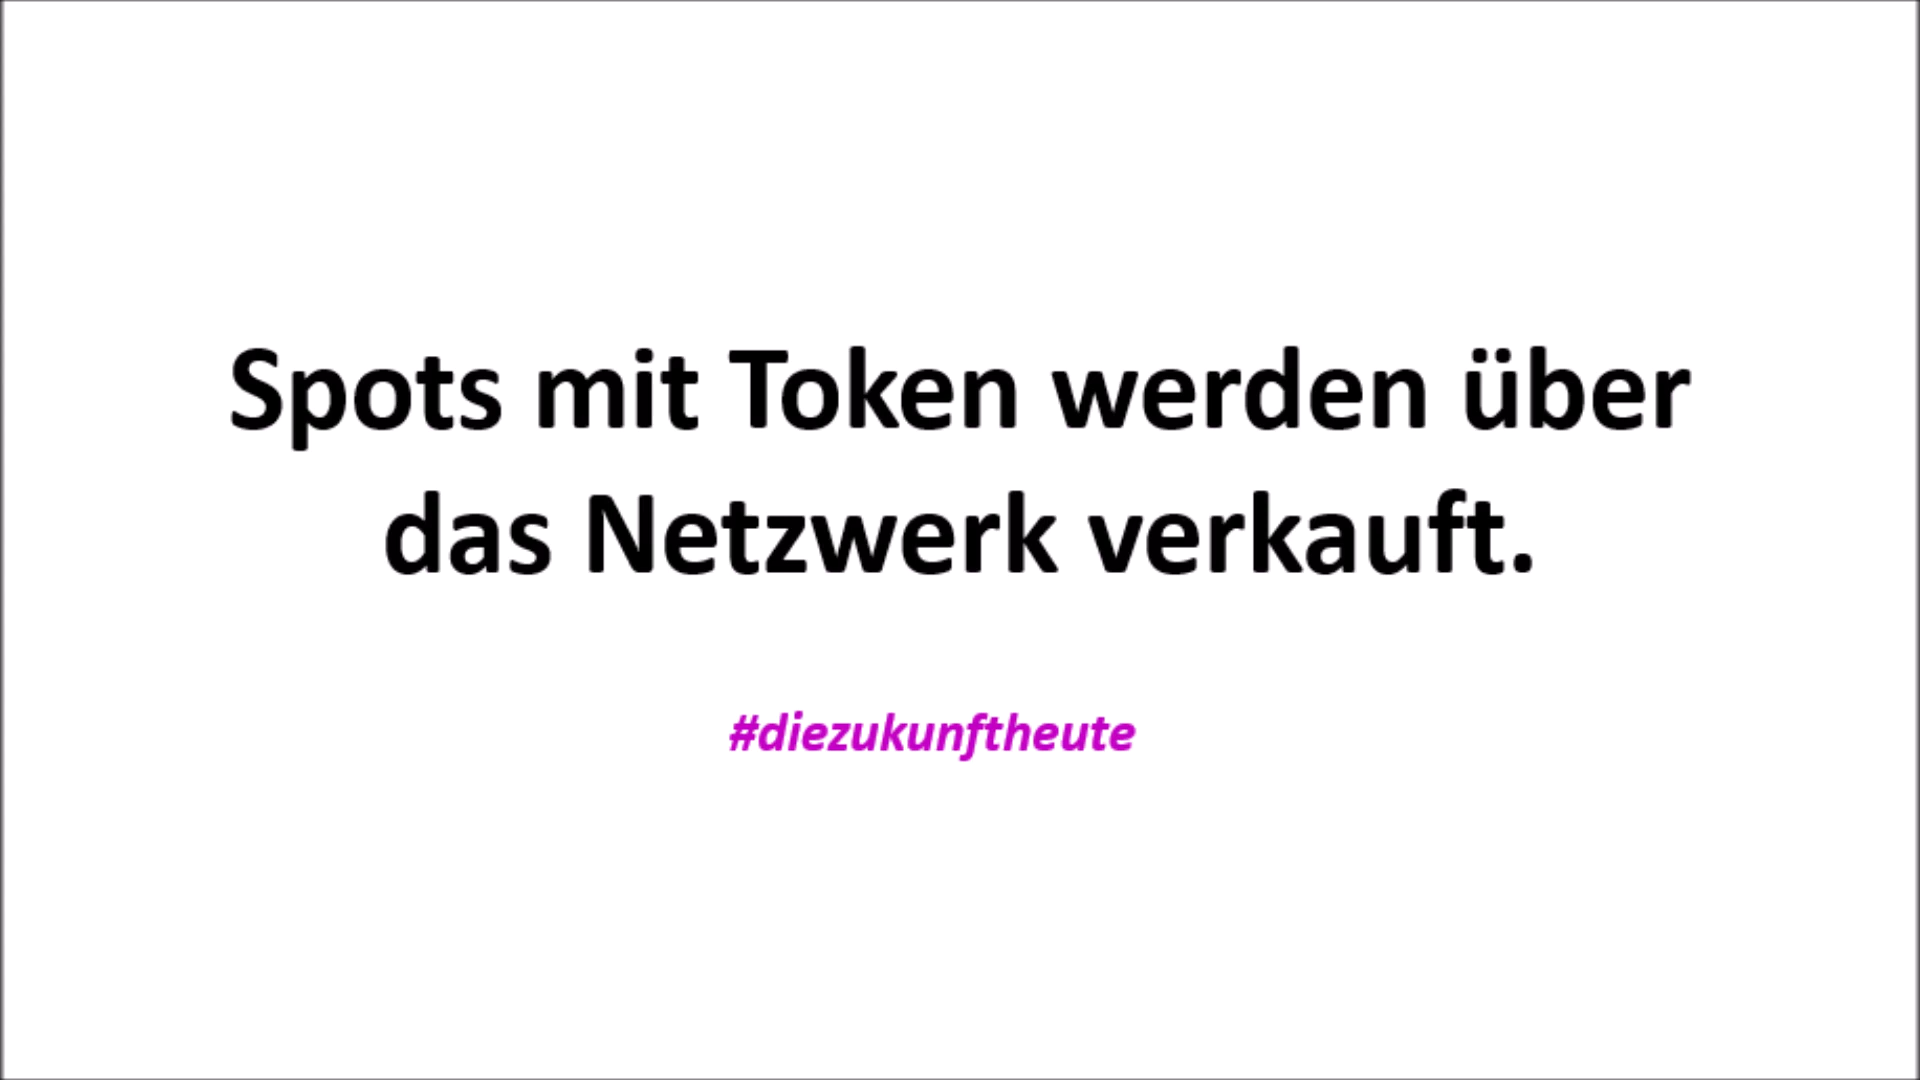 Spots mit Token werden über
das Netzwerk verkauft.
#diezukunftheute